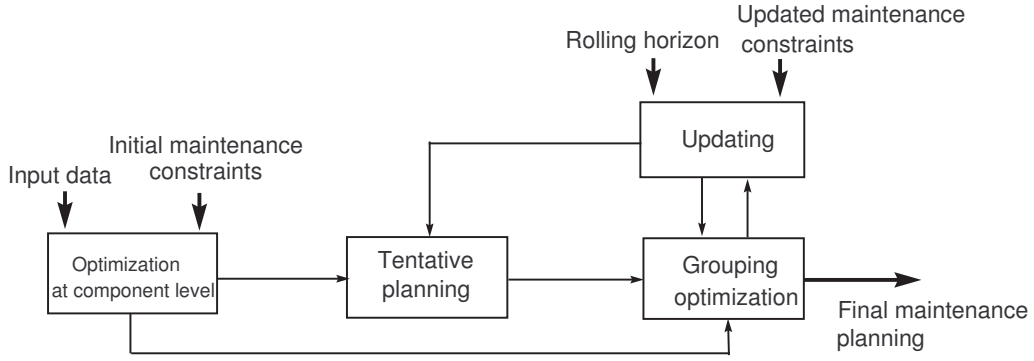 Rolling horizon
Updated maintenance
constraints
Updating
Initial maintenance
constraints
Input data
Optimization
at component level
Tentative
planning
Grouping
optimization
Final maintenance
planning